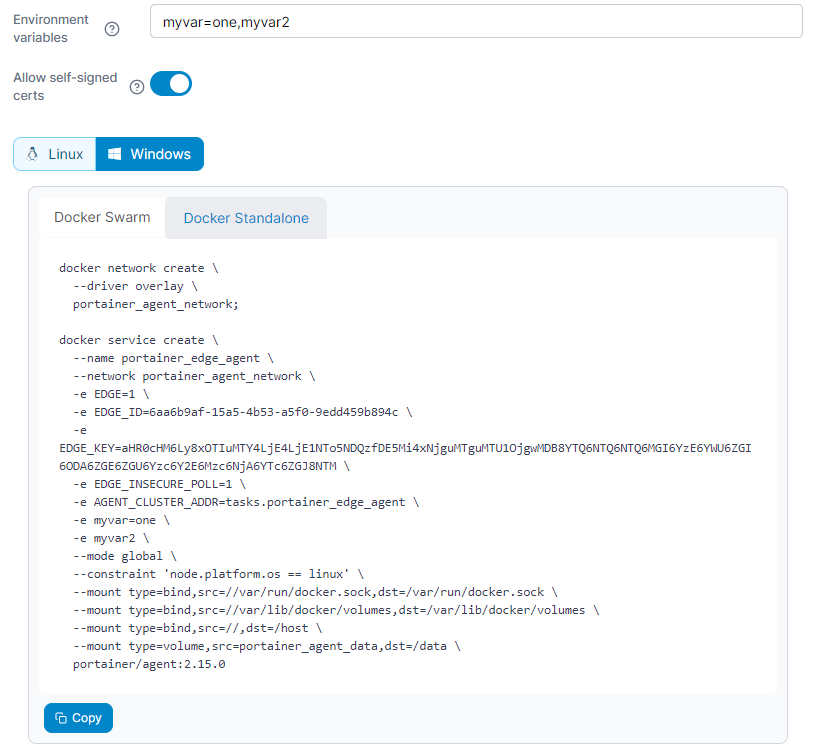 Environment variables
myvar=one,myvar2
Allow self-signed certs
Linux
Windows
Docker Swarm
Docker Standalone
docker network create \
--driver overlay \
portainer_agent_network;
docker service create \
--name portainer_edge_agent \
--network portainer_agent_network \
-e EDGE=1 \
-e EDGE_ID=6aa6b9af-15a5-4b53-a5f0-9edd459b894c \
-e
EDGE_KEY=aHR0cHM6Ly8xOTIuMTY4LjE4LjE1NTo5NDQzfDE5Mi4xNjguMTguMTU1OjgwMDB8YTQ6NTQ6NTQ6MGI6YzE6YWU6ZGI
6ODA6ZGE6ZGU6Yzc6Y2E6Mzc6NjA6YTc6ZGJ8NTM \
-e EDGE_INSECURE_POLL=1 \
-e AGENT_CLUSTER_ADDR=tasks.portainer_edge_agent \
-e myvar=one \
-e myvar2 \
--mode global \
--constraint 'node.platform.os == linux' \
--mount type=bind,src=//var/run/docker.sock,dst=/var/run/docker.sock \
--mount type=bind,src=//var/lib/docker/volumes,dst=/var/lib/docker/volumes \
--mount type=bind,src=//,dst=/host \
--mount type=volume,src=portainer_agent_data,dst=/data \
portainer/agent:2.15.0
Copy